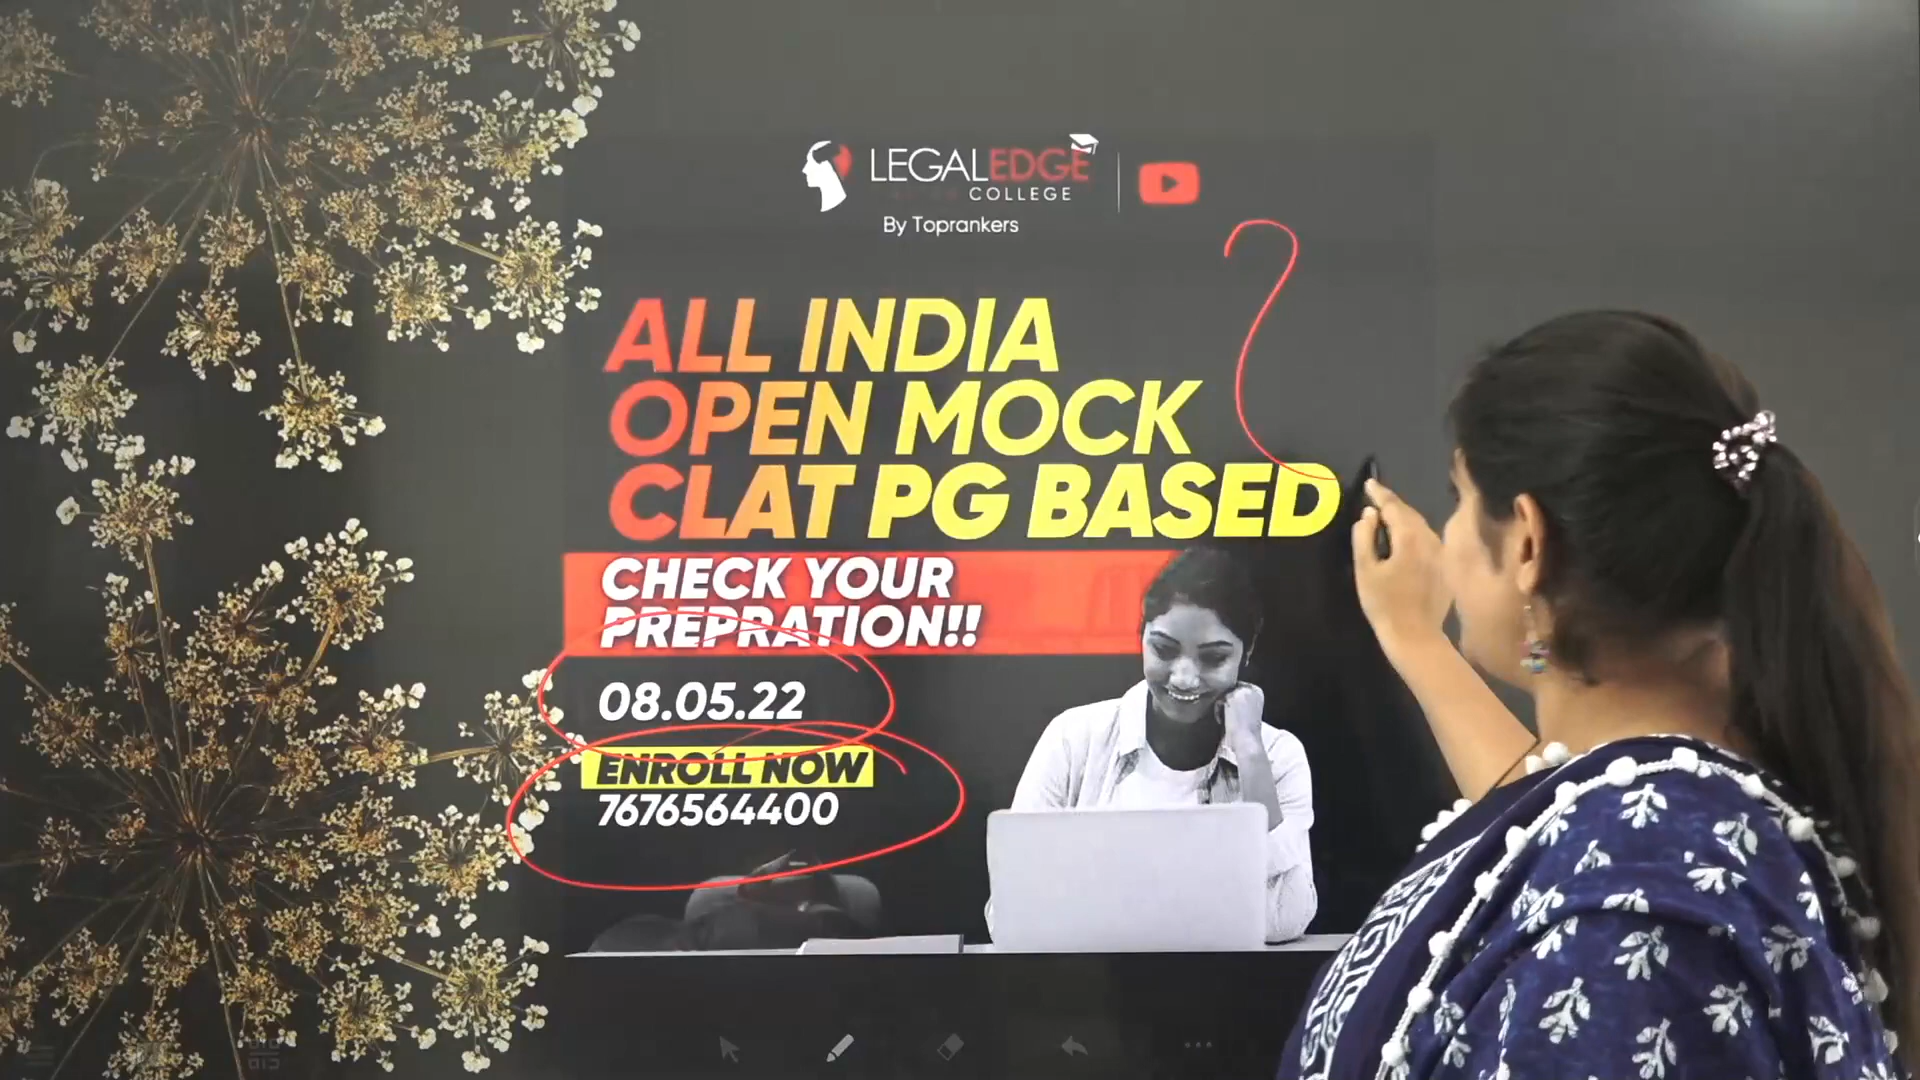 LEGALEDGE
COLLEGE
By Toprankers
ALL INDIA
OPEN MOCK
CLAT PG BASED
CHECK YOUR
PREPRATION!!
08.05.22
ENROLL NOW
7676564400